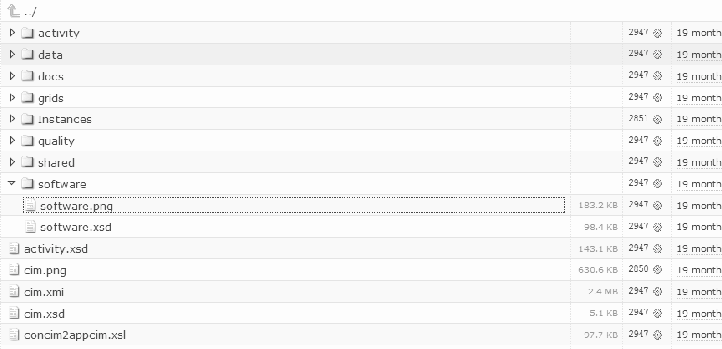 ../
activity 2947 19 month
data 2947 19 month
docs 2947 19 month
grids 2947 19 month
instances 2851 19 month
quality 2947 19 month
shared 2947 19 month
software 2947 19 month
software.png 183.2 KB 2947 19 month
software.xsd 98.4 KB 2947 19 month
activity.xsd 143.1 KB 2947 19 month
cim.png 630.6 KB 2850 19 month
cim.xmi 2.4 MB 2947 19 month
cim.xsd 5.1 KB 2947 19 month
concim2appcim.xsl 97.7 KB 2947 19 month